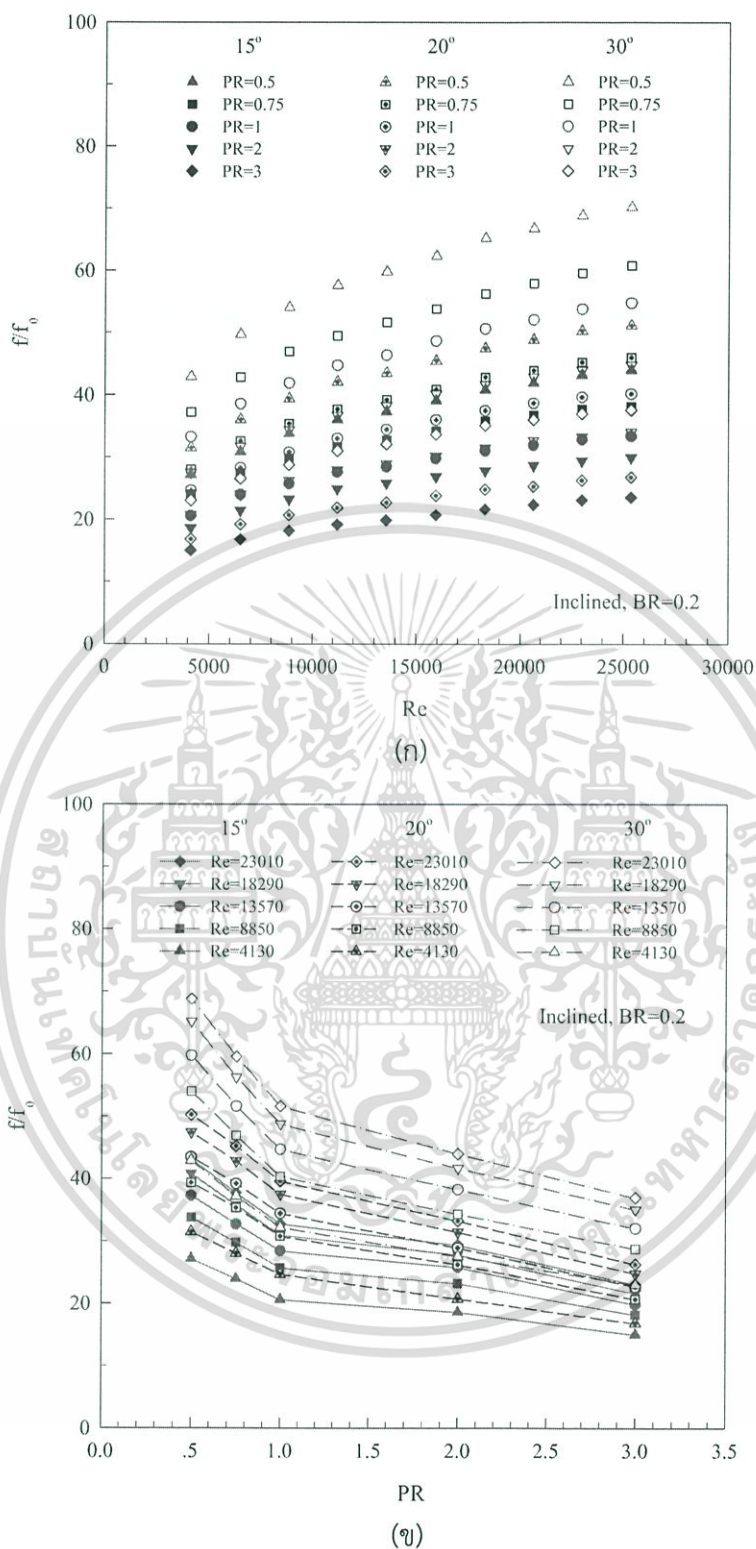 100
80
60
40
20
0
f/f₀
15° 20° 30°
PR=0.5 PR=0.5 PR=0.5
PR=0.75 PR=0.75 PR=0.75
PR=1 PR=1 PR=1
PR=2 PR=2 PR=2
PR=3 PR=3 PR=3
Inclined, BR=0.2
0 5000 10000 15000 20000 25000 30000
Re
(ก)
100
80
60
40
20
0
f/f₀
15° 20° 30°
Re=23010 Re=23010 Re=23010
Re=18290 Re=18290 Re=18290
Re=13570 Re=13570 Re=13570
Re=8850 Re=8850 Re=8850
Re=4130 Re=4130 Re=4130
Inclined, BR=0.2
0.0 .5 1.0 1.5 2.0 2.5 3.0 3.5
PR
(ข)